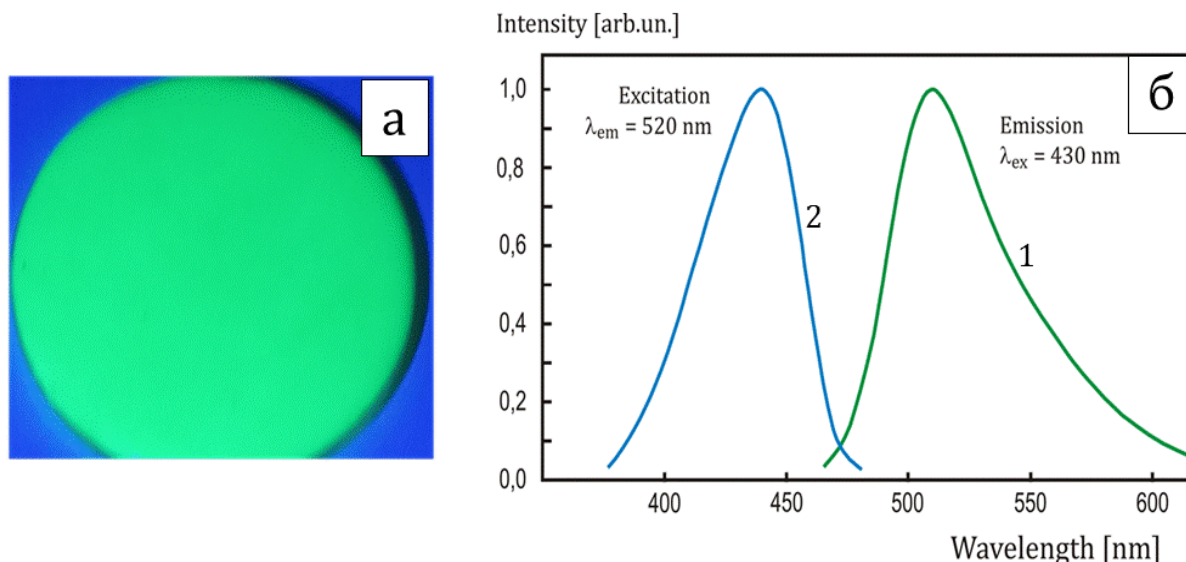 Intensity [arb.un.]
а
б
1,0
0,8
0,6
0,4
0,2
0,0
Excitation
λem = 520 nm
Emission
λex = 430 nm
2
1
400 450 500 550 600
Wavelength [nm]